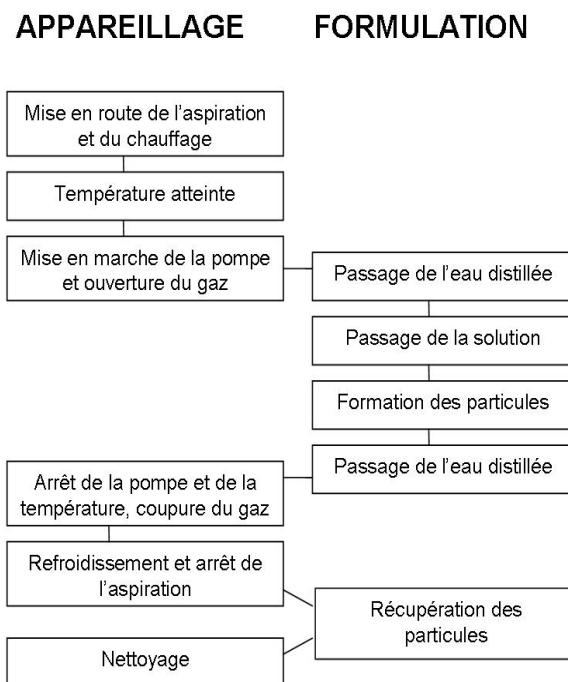 APPAREILLAGE FORMULATION
Mise en route de l'aspiration
et du chauffage
Température atteinte
Mise en marche de la pompe
et ouverture du gaz
Passage de l'eau distillée
Passage de la solution
Formation des particules
Passage de l'eau distillée
Arrêt de la pompe et de la
température, coupure du gaz
Refroidissement et arrêt de
l'aspiration
Récupération des
particules
Nettoyage